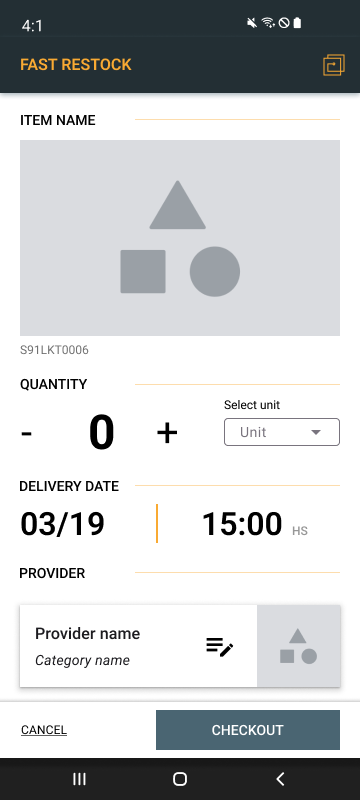 4:1
FAST RESTOCK
ITEM NAME
S91LKT0006
QUANTITY
Select unit
- 0 +
Unit
DELIVERY DATE
03/19
15:00 HS
PROVIDER
Provider name
Category name
CANCEL
CHECKOUT